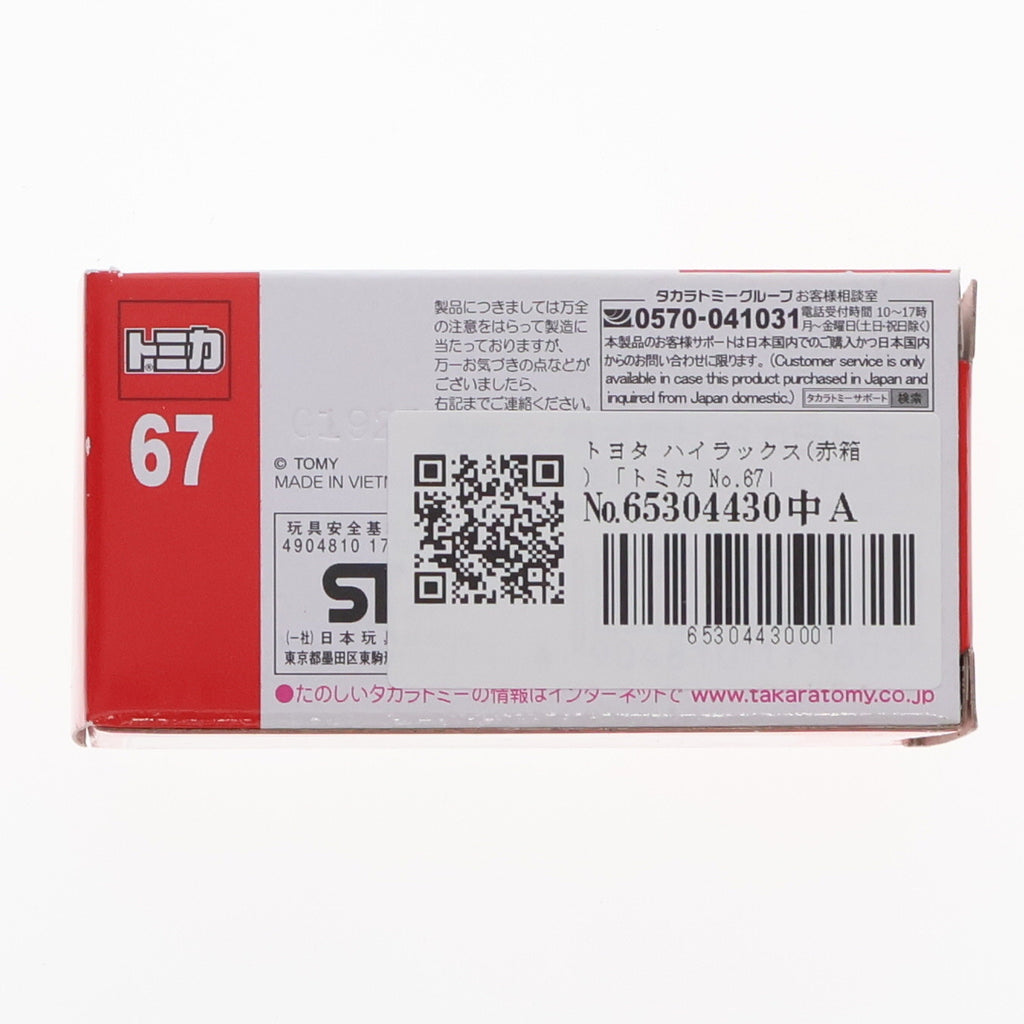 トミカ
67
製品につきましては万全
の注意をはらって製造に
当たっておりますが、
万一お気づきの点などが
ございましたら、
右記までご連絡ください。
タカラトミーグループ お客様相談室
0570-041031 電話受付時間 10~17時
月~金曜日(土日・祝日除く)
本製品のお客様サポートは日本国内でのご購入かつ日本国内
からのお問い合わせに限ります。(Customer service is only
available in case this product purchased in Japan and
inquired from Japan domestic.) タカラトミーサポート 検索
© TOMY
MADE IN VIET
玩具安全基
4904810 17
ST
(一社)日本玩
東京都墨田区東駒
トヨタ ハイラックス(赤箱
)「トミカ No.67」
No.65304430中A
65304430001
●たのしいタカラトミーの情報はインターネットで www.takaratomy.co.jp